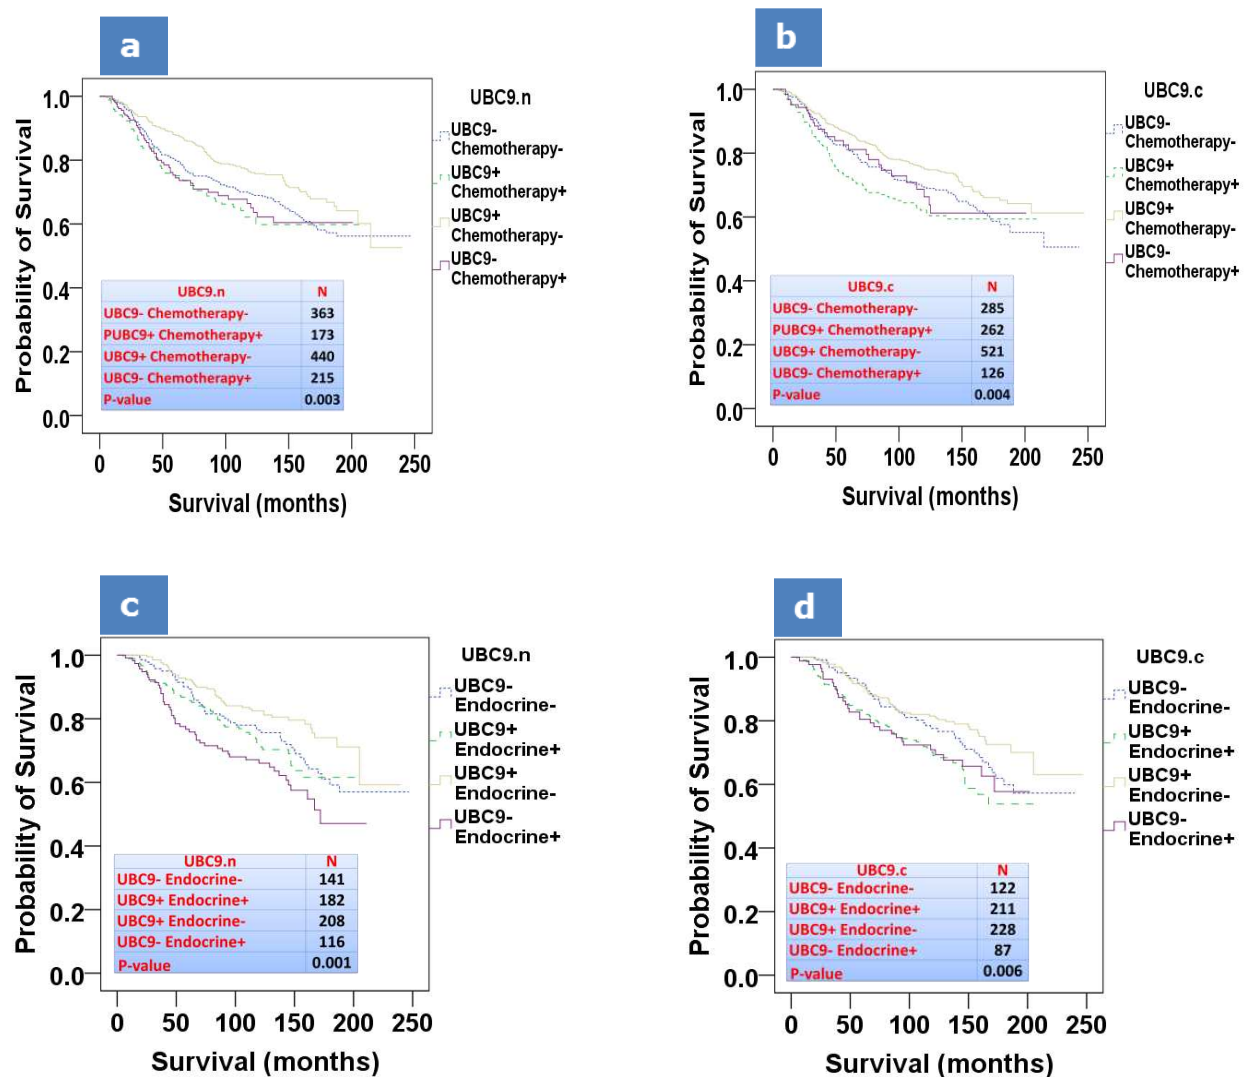 a
UBC9.n
UBC9-
Chemotherapy-
UBC9+
Chemotherapy+
UBC9+
Chemotherapy-
UBC9-
Chemotherapy+
Probability of Survival
1.0
0.8
0.6
0.4
0.2
0.0
UBC9.n N
UBC9- Chemotherapy- 363
PUBC9+ Chemotherapy+ 173
UBC9+ Chemotherapy- 440
UBC9- Chemotherapy+ 215
P-value 0.003
0 50 100 150 200 250
Survival (months)
b
UBC9.c
UBC9-
Chemotherapy-
UBC9+
Chemotherapy+
UBC9+
Chemotherapy-
UBC9-
Chemotherapy+
Probability of Survival
1.0
0.8
0.6
0.4
0.2
0.0
UBC9.c N
UBC9- Chemotherapy- 285
PUBC9+ Chemotherapy+ 262
UBC9+ Chemotherapy- 521
UBC9- Chemotherapy+ 126
P-value 0.004
0 50 100 150 200 250
Survival (months)
c
UBC9.n
UBC9-
Endocrine-
UBC9+
Endocrine+
UBC9+
Endocrine-
UBC9-
Endocrine+
Probability of Survival
1.0
0.8
0.6
0.4
0.2
0.0
UBC9.n N
UBC9- Endocrine- 141
UBC9+ Endocrine+ 182
UBC9+ Endocrine- 208
UBC9- Endocrine+ 116
P-value 0.001
0 50 100 150 200 250
Survival (months)
d
UBC9.c
UBC9-
Endocrine-
UBC9+
Endocrine+
UBC9+
Endocrine-
UBC9-
Endocrine+
Probability of Survival
1.0
0.8
0.6
0.4
0.2
0.0
UBC9.c N
UBC9- Endocrine- 122
UBC9+ Endocrine+ 211
UBC9+ Endocrine- 228
UBC9- Endocrine+ 87
P-value 0.006
0 50 100 150 200 250
Survival (months)